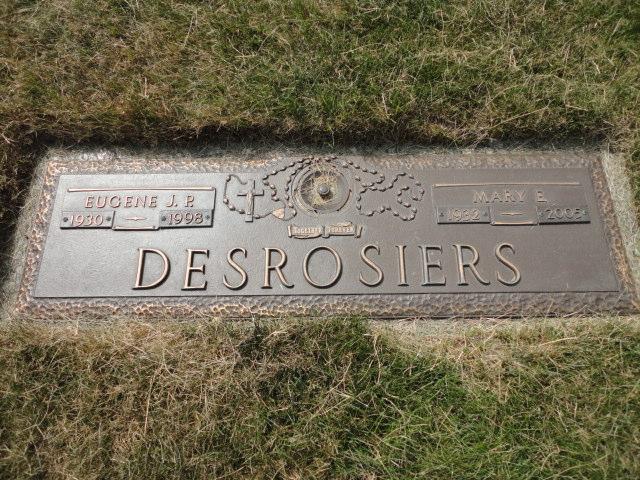 EUGENE J. P.
1930 1998
MARY E.
1932 2005
TOGETHER FOREVER
DESROSIERS